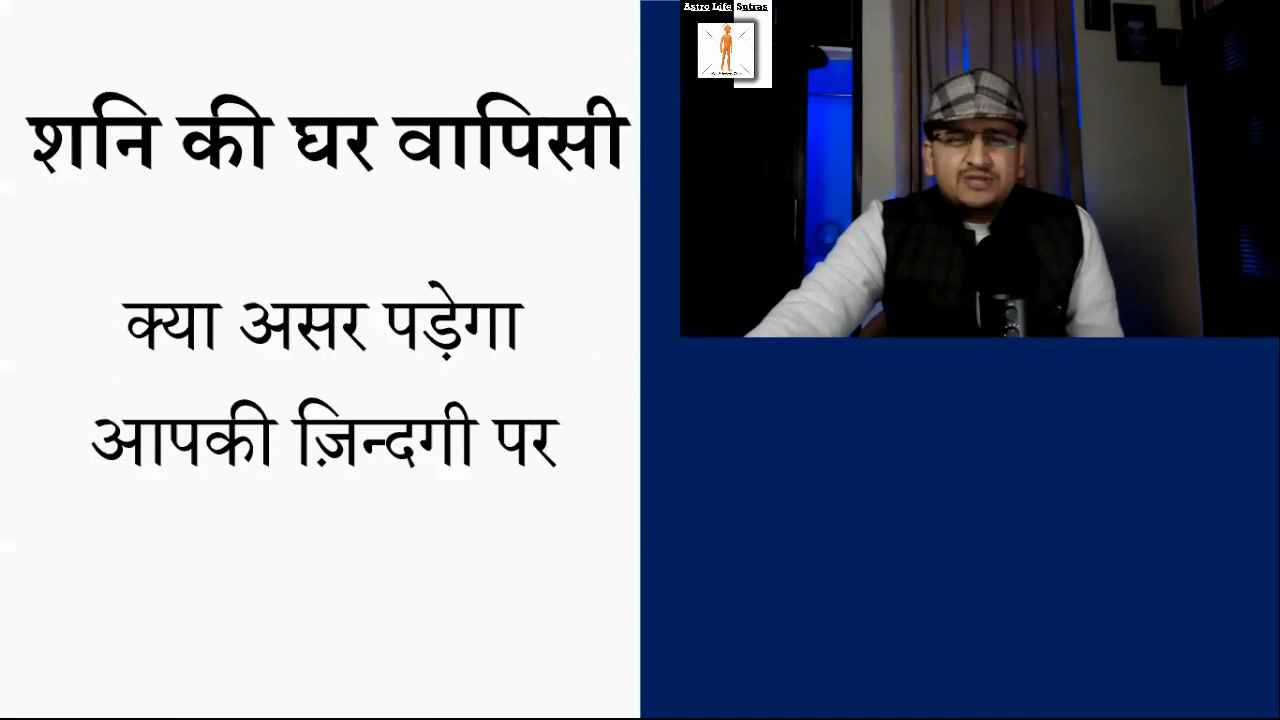 शनि की घर वापिसी
क्या असर पड़ेगा
आपकी ज़िन्दगी पर
Astro Life Sutras